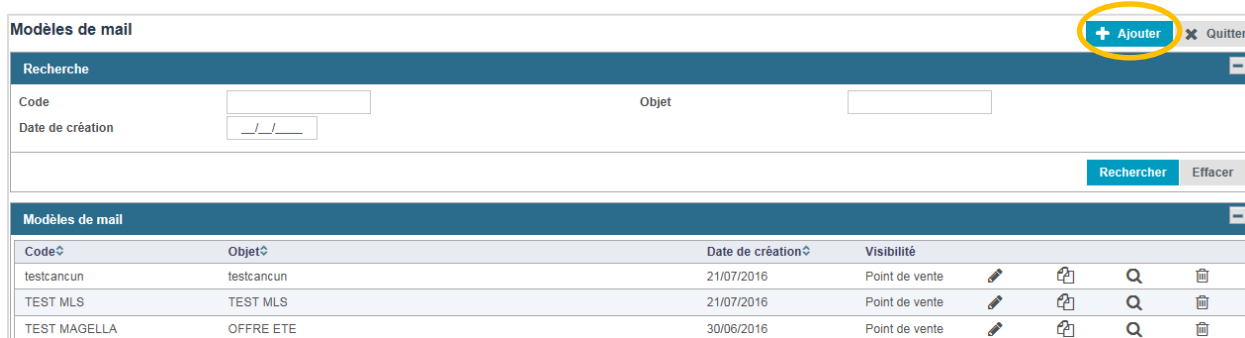 Modèles de mail
Ajouter Quitter
Recherche
Code Objet
Date de création __/__/____
Rechercher Effacer
Modèles de mail
Code Objet Date de création Visibilité
testcancun testcancun 21/07/2016 Point de vente
TEST MLS TEST MLS 21/07/2016 Point de vente
TEST MAGELLA OFFRE ETE 30/06/2016 Point de vente